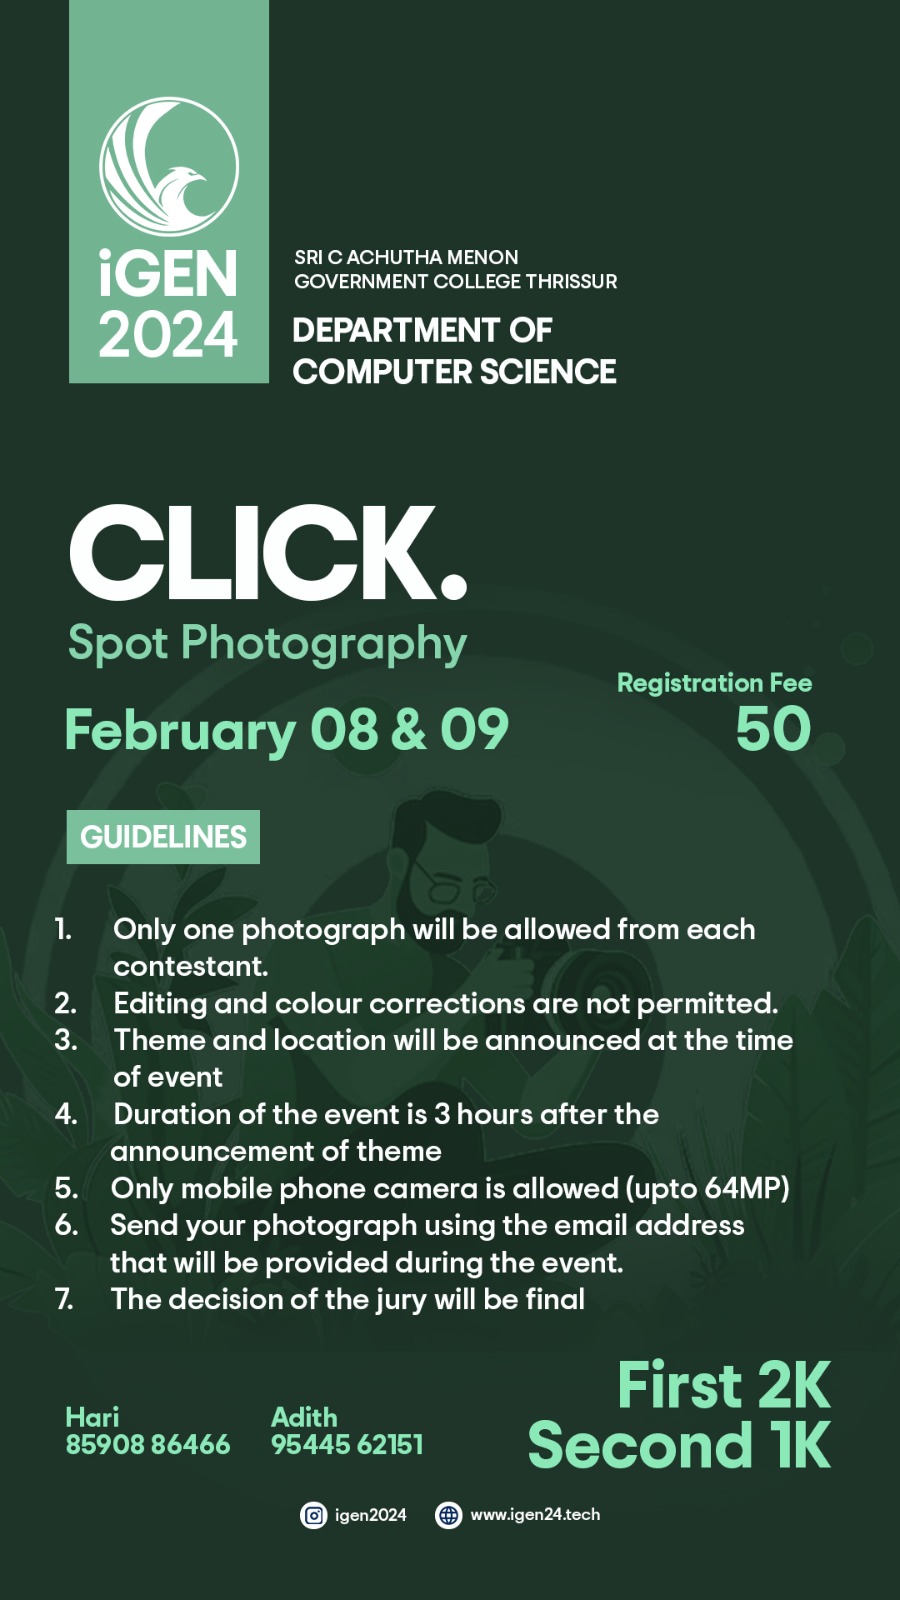 iGEN
2024
SRI C ACHUTHA MENON
GOVERNMENT COLLEGE THRISSUR
DEPARTMENT OF
COMPUTER SCIENCE
CLICK.
Spot Photography
February 08 & 09
Registration Fee
50
GUIDELINES
1. Only one photograph will be allowed from each
contestant.
2. Editing and colour corrections are not permitted.
3. Theme and location will be announced at the time
of event
4. Duration of the event is 3 hours after the
announcement of theme
5. Only mobile phone camera is allowed (upto 64MP)
6. Send your photograph using the email address
that will be provided during the event.
7. The decision of the jury will be final
First 2K
Second 1K
Hari
85908 86466
Adith
95445 62151
igen2024
www.igen24.tech